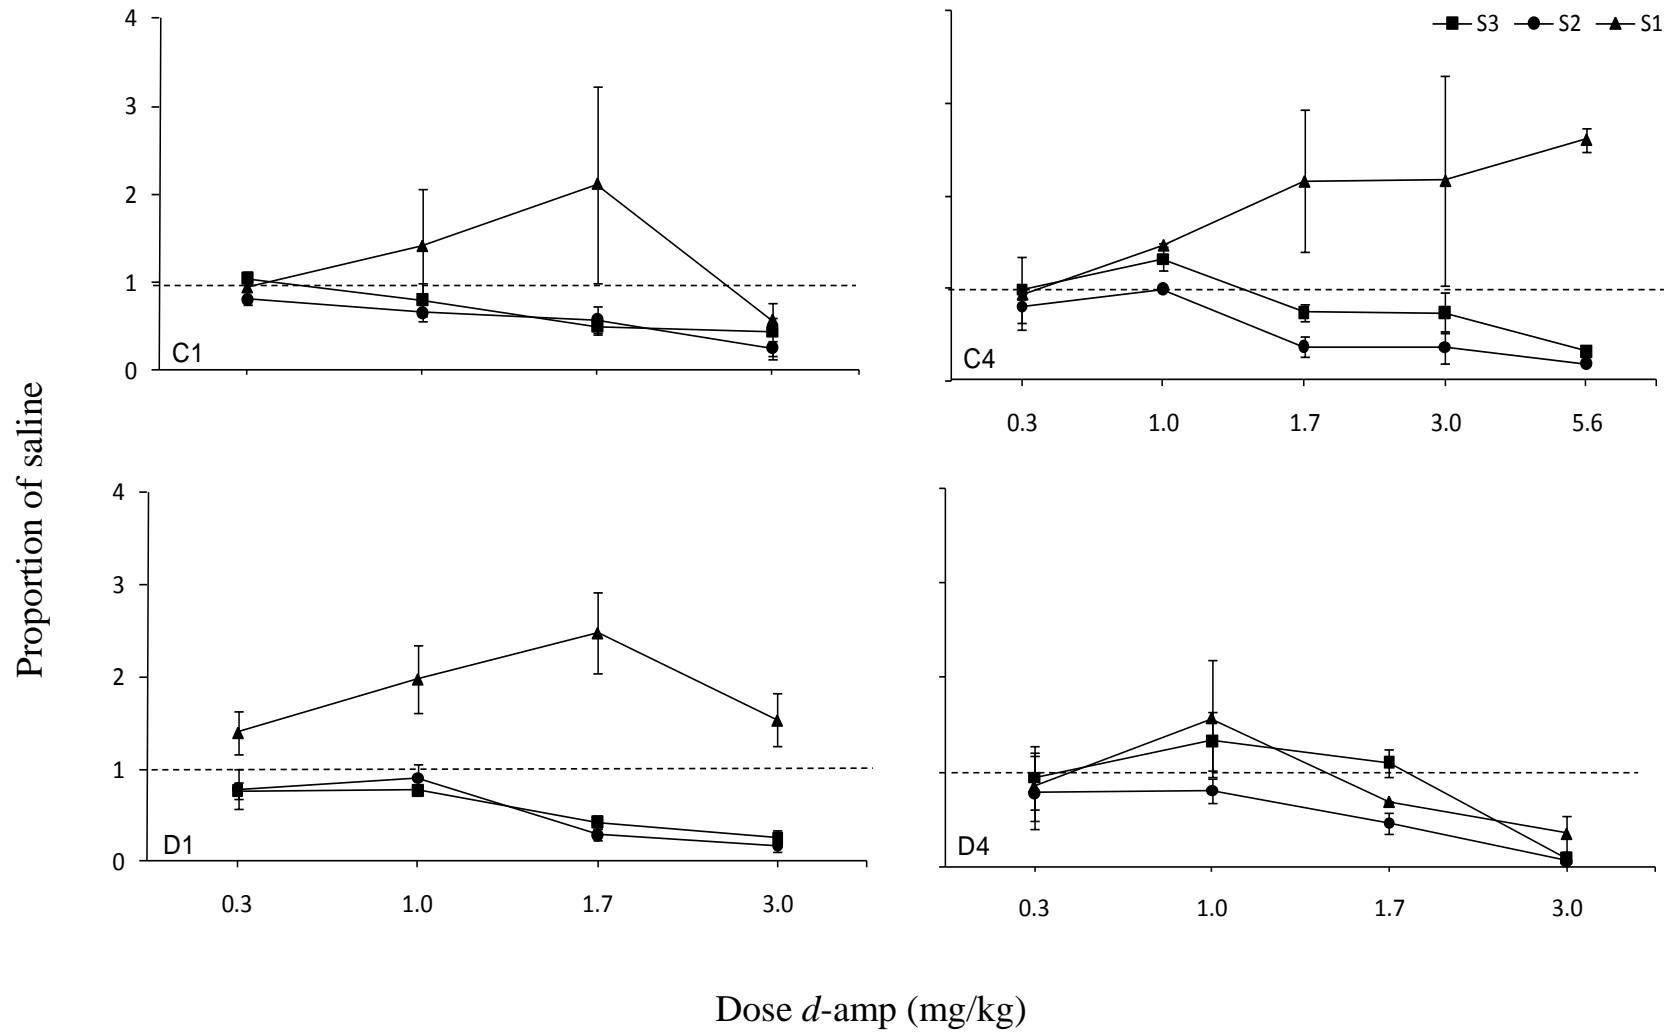 S3 S2 S1
4
3
2
1
0
C1
C4
0.3 1.0 1.7 3.0 5.6
Proportion of saline
4
3
2
1
0
D1
0.3 1.0 1.7 3.0
D4
0.3 1.0 1.7 3.0
Dose d-amp (mg/kg)